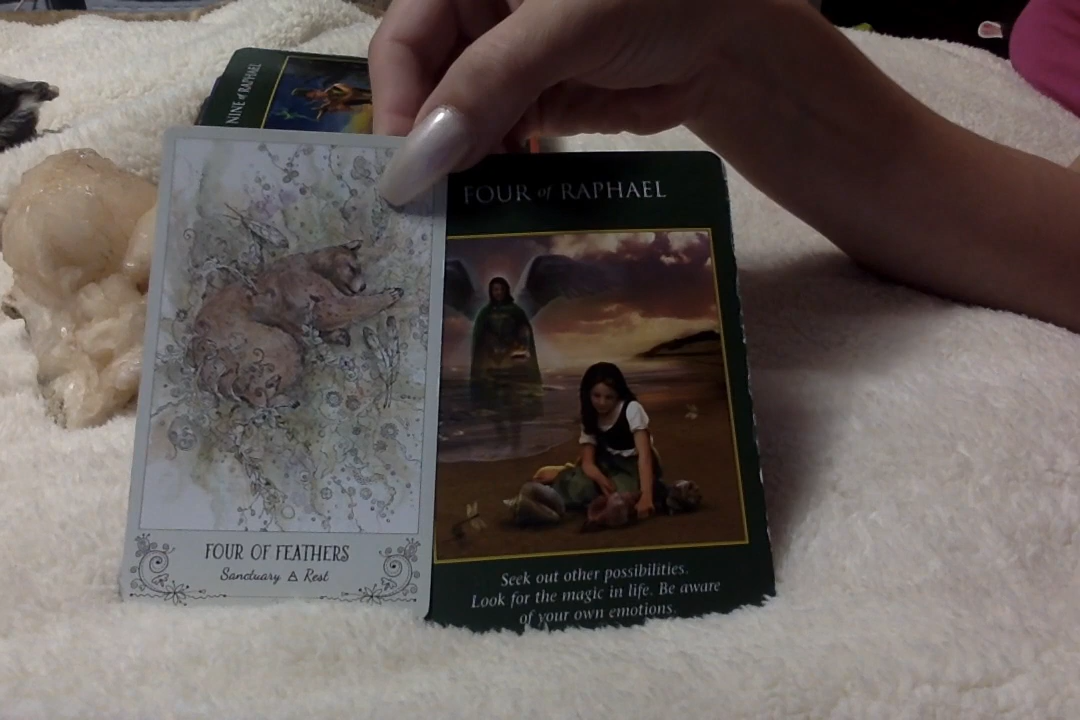 NINE of RAPHAEL
FOUR of RAPHAEL
FOUR OF FEATHERS
Sanctuary Δ Rest
Seek out other possibilities.
Look for the magic in life. Be aware
of your own emotions.